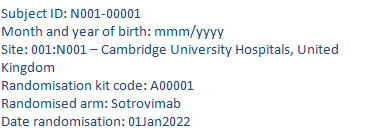 Subject ID: N001-00001
Month and year of birth: mmm/yyyy
Site: 001:N001 – Cambridge University Hospitals, United
Kingdom
Randomisation kit code: A00001
Randomised arm: Sotrovimab
Date randomisation: 01Jan2022